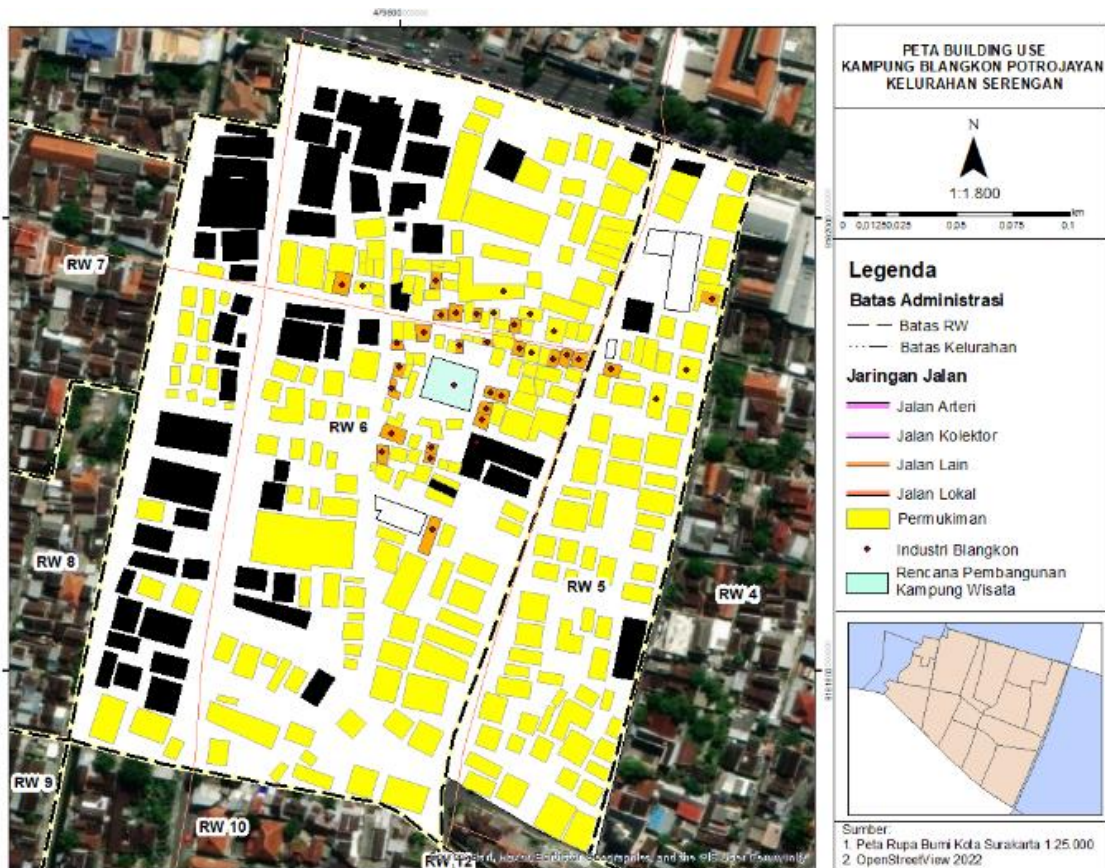 PETA BUILDING USE
KAMPUNG BLANGKON POTROJAYAN
KELURAHAN SERENGAN
N
1:1.800
km
0 0,01250,025 0,05 0,075 0,1
Legenda
Batas Administrasi
Batas RW
Batas Kelurahan
Jaringan Jalan
Jalan Arteri
Jalan Kolektor
Jalan Lain
Jalan Lokal
Permukiman
Industri Blangkon
Rencana Pembangunan
Kampung Wisata
Sumber:
1. Peta Rupa Bumi Kota Surakarta 1:25.000
2. OpenStreetView 2022
RW 7
RW 6
RW 8
RW 5
RW 4
RW 9
RW 10
RW 12